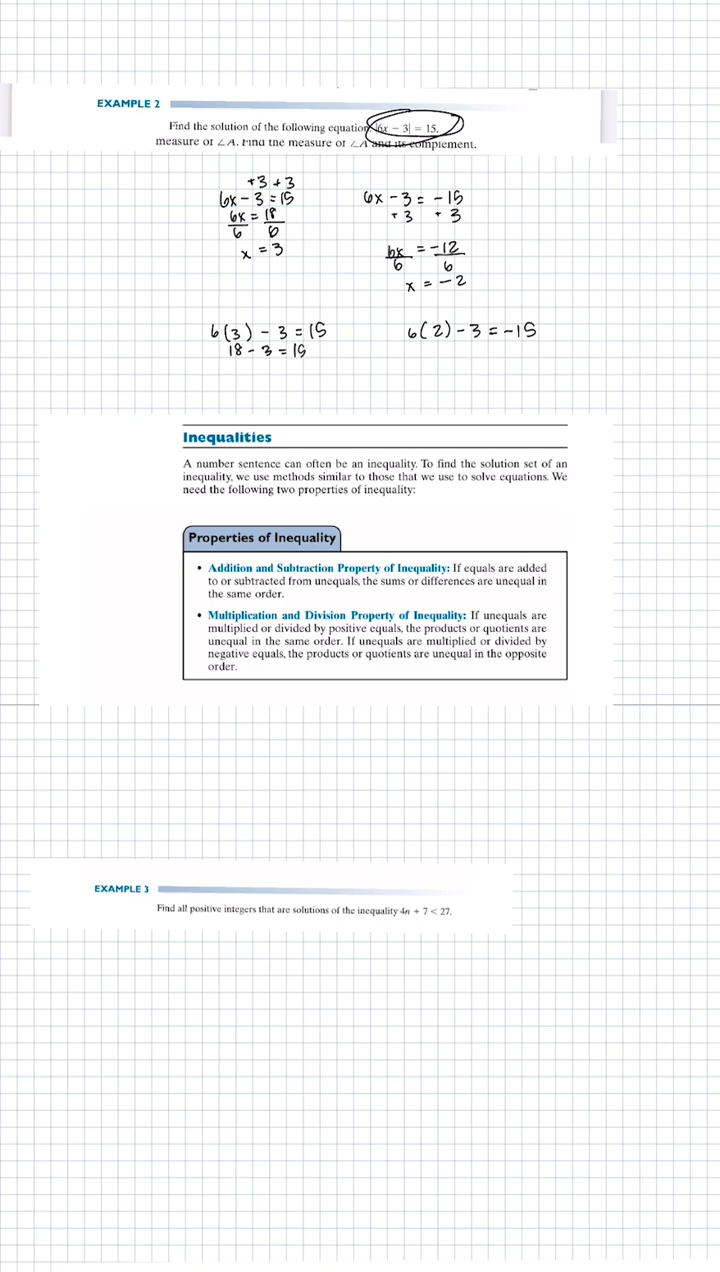 EXAMPLE 2
Find the solution of the following equation: |6x − 3| = 15.
measure of ∠A. Find the measure of ∠A and its complement.
+3 +3
6x − 3 = 15
6x = 18
6 6
x = 3
6x − 3 = −15
+ 3 + 3
6x = −12
6 6
x = −2
6(3) − 3 = 15
18 − 3 = 15
6(2) − 3 = −15
Inequalities
A number sentence can often be an inequality. To find the solution set of an
inequality, we use methods similar to those that we use to solve equations. We
need the following two properties of inequality:
Properties of Inequality
• Addition and Subtraction Property of Inequality: If equals are added
to or subtracted from unequals, the sums or differences are unequal in
the same order.
• Multiplication and Division Property of Inequality: If unequals are
multiplied or divided by positive equals, the products or quotients are
unequal in the same order. If unequals are multiplied or divided by
negative equals, the products or quotients are unequal in the opposite
order.
EXAMPLE 3
Find all positive integers that are solutions of the inequality 4n + 7 < 27.